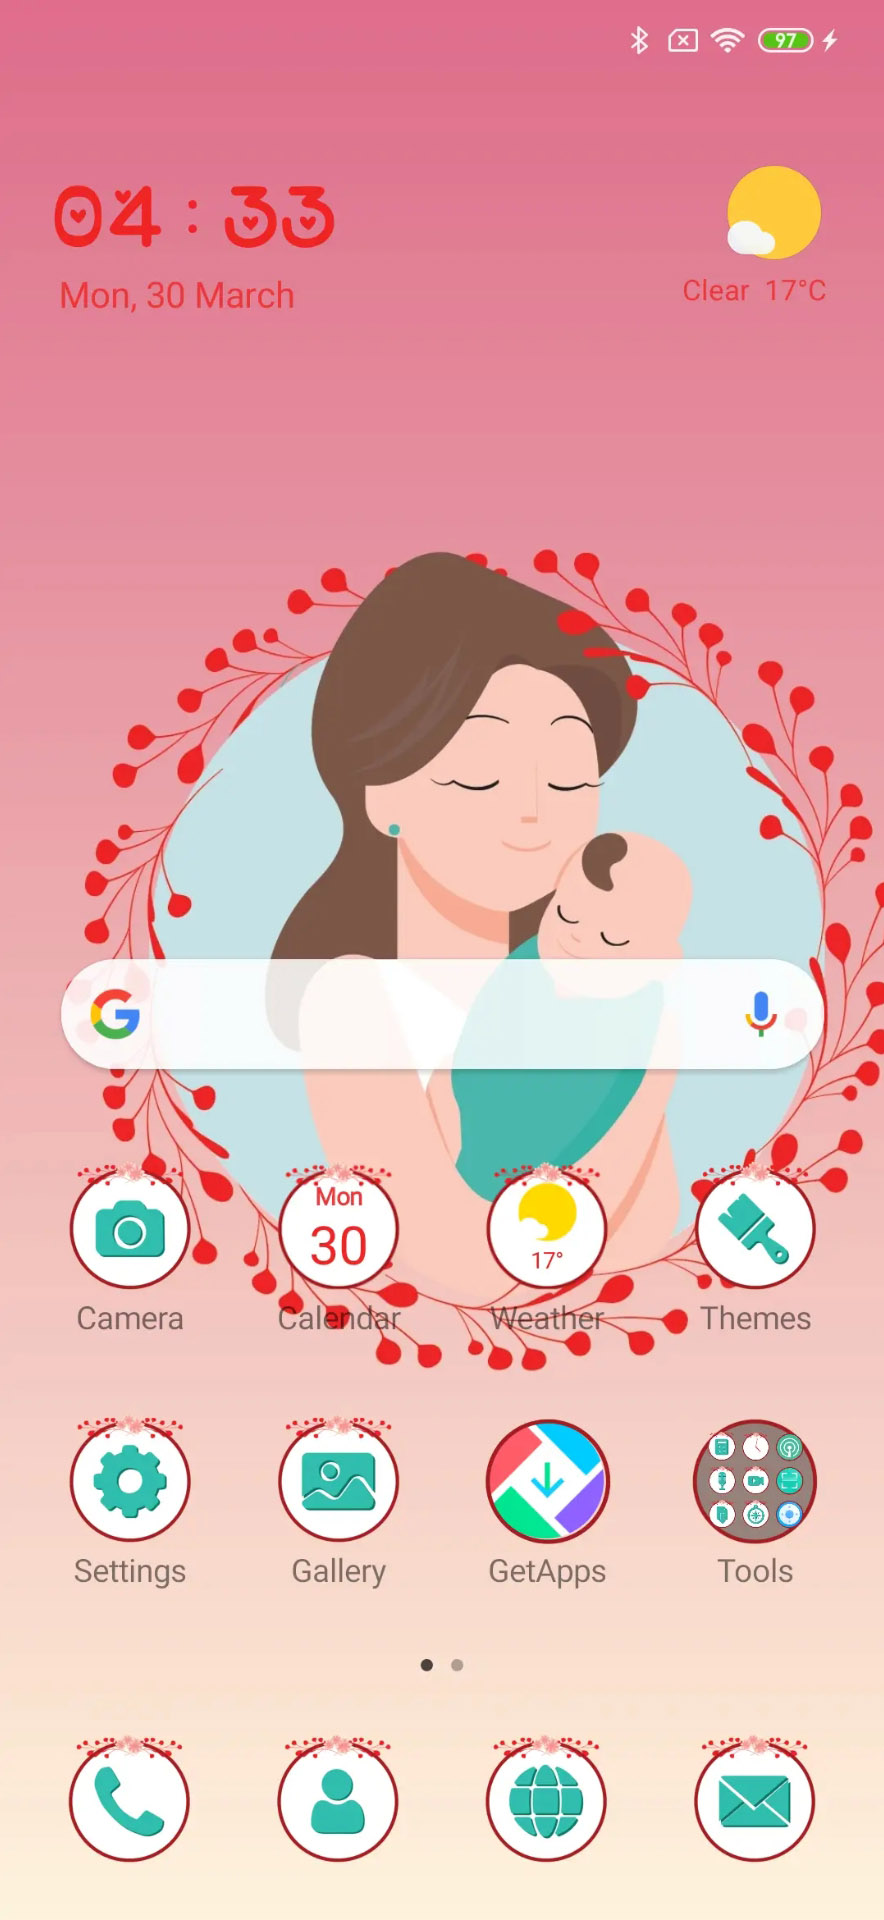 97
04 : 33
Mon, 30 March
Clear 17°C
Mon
30
17°
Camera
Calendar
Weather
Themes
Settings
Gallery
GetApps
Tools